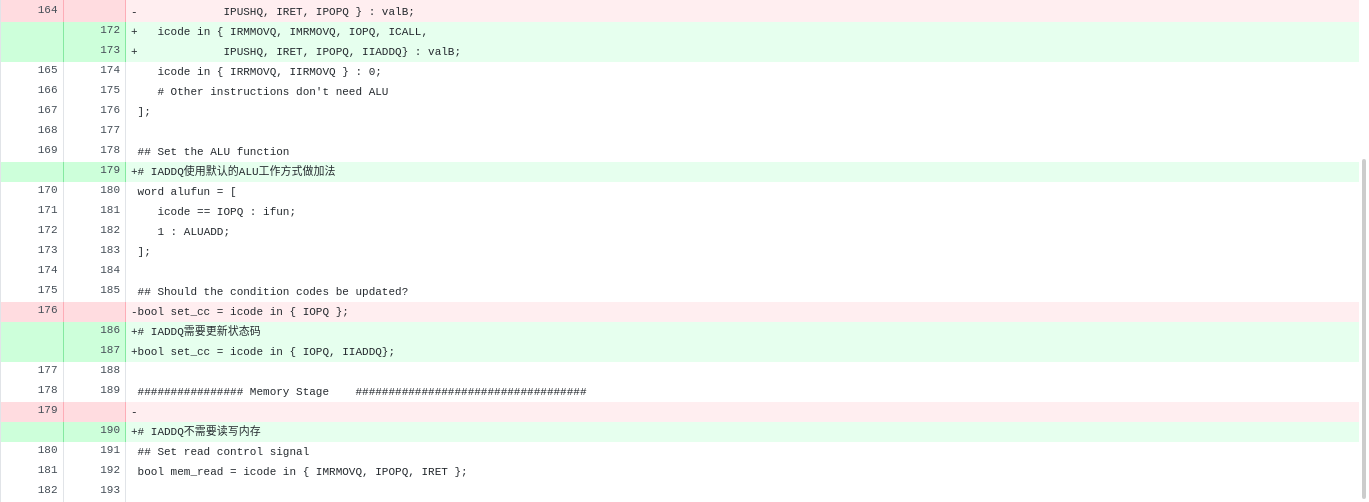 164 -             IPUSHQ, IRET, IPOPQ } : valB;
172 +   icode in { IRMMOVQ, IMRMOVQ, IOPQ, ICALL,
173 +             IPUSHQ, IRET, IPOPQ, IIADDQ} : valB;
165 174     icode in { IRRMOVQ, IIRMOVQ } : 0;
166 175     # Other instructions don't need ALU
167 176  ];
168 177
169 178  ## Set the ALU function
179 +# IADDQ使用默认的ALU工作方式做加法
170 180  word alufun = [
171 181     icode == IOPQ : ifun;
172 182     1 : ALUADD;
173 183  ];
174 184
175 185  ## Should the condition codes be updated?
176 -bool set_cc = icode in { IOPQ };
186 +# IADDQ需要更新状态码
187 +bool set_cc = icode in { IOPQ, IIADDQ};
177 188
178 189  ################ Memory Stage    ###################################
179 -
190 +# IADDQ不需要读写内存
180 191  ## Set read control signal
181 192  bool mem_read = icode in { IMRMOVQ, IPOPQ, IRET };
182 193